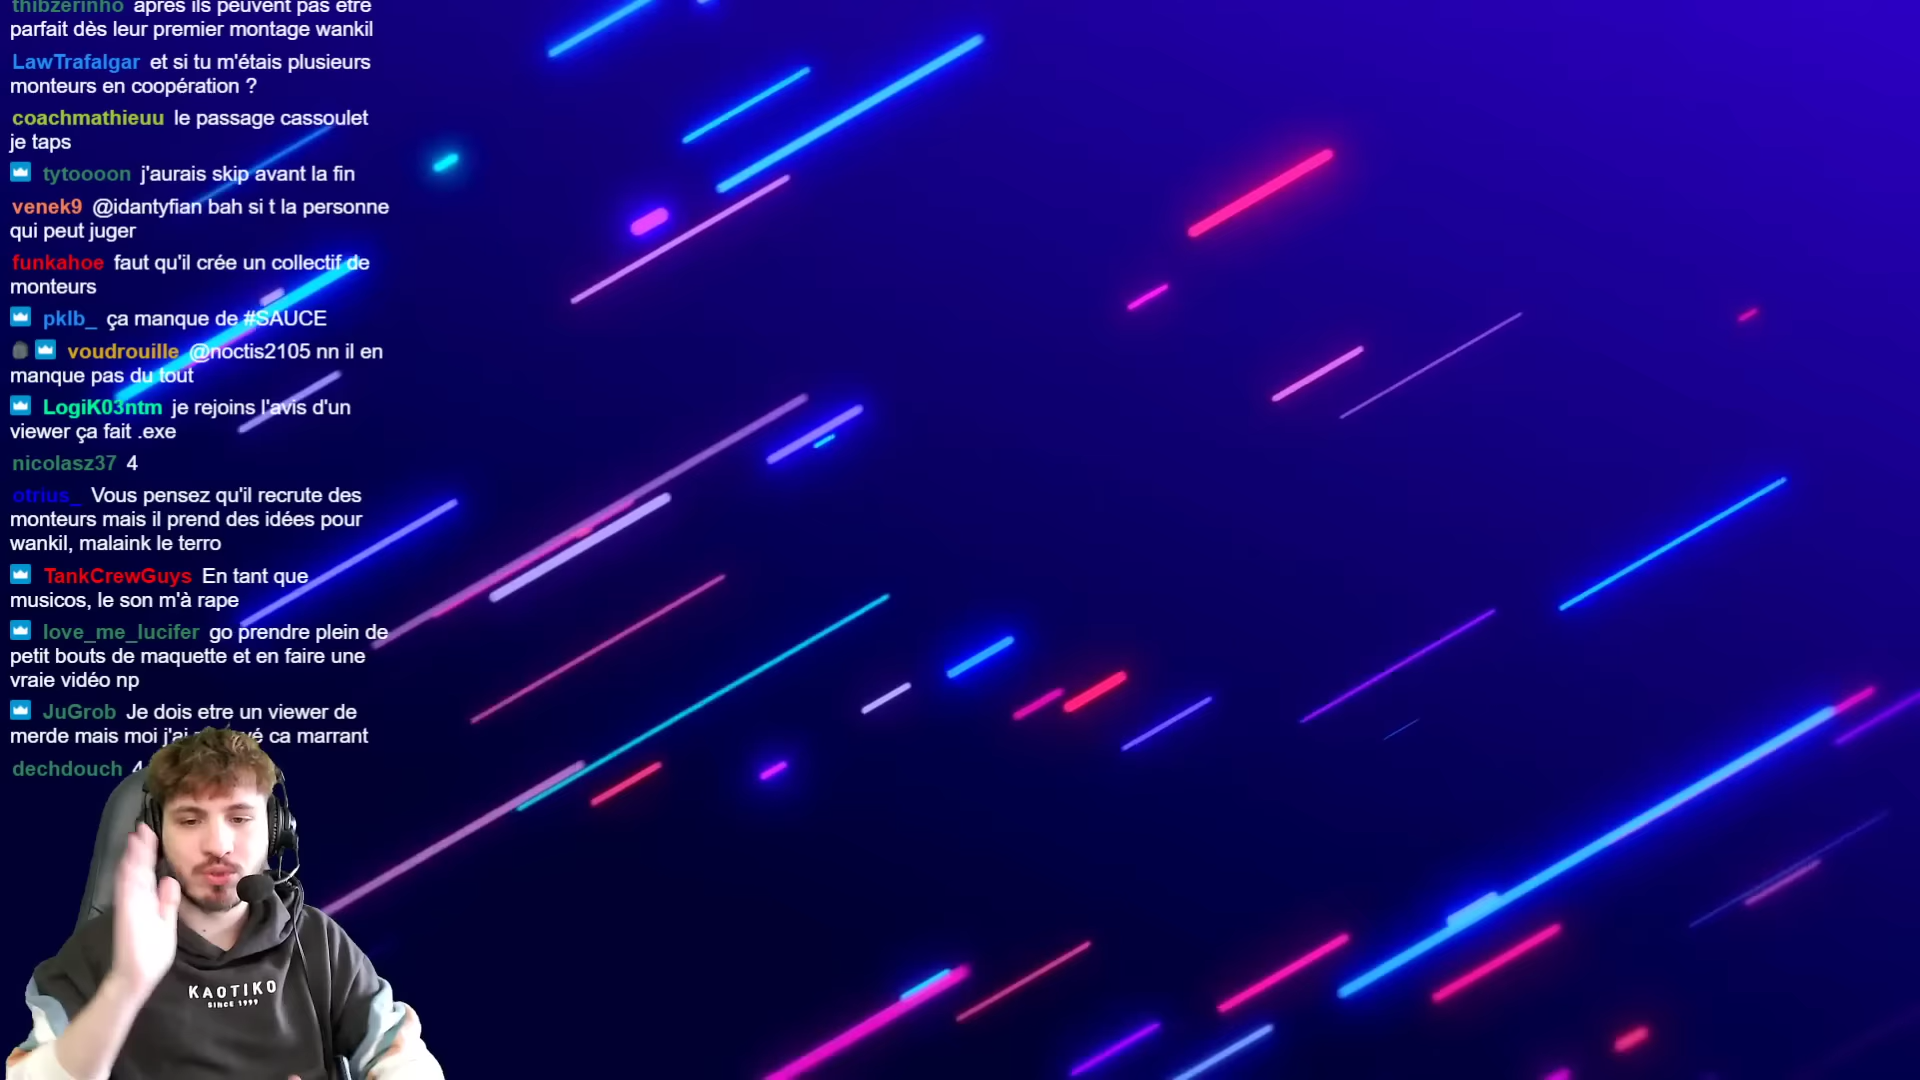 thibzerinho après ils peuvent pas être
parfait dès leur premier montage wankil
LawTrafalgar et si tu m'étais plusieurs
monteurs en coopération ?
coachmathieuu le passage cassoulet
je taps
tytoooon j'aurais skip avant la fin
venek9 @idantyfian bah si t la personne
qui peut juger
funkahoe faut qu'il crée un collectif de
monteurs
pklb_ ça manque de #SAUCE
voudrouille @noctis2105 nn il en
manque pas du tout
LogiK03ntm je rejoins l'avis d'un
viewer ça fait .exe
nicolasz37 4
otrius_ Vous pensez qu'il recrute des
monteurs mais il prend des idées pour
wankil, malaink le terro
TankCrewGuys En tant que
musicos, le son m'à rape
love_me_lucifer go prendre plein de
petit bouts de maquette et en faire une
vraie vidéo np
JuGrob Je dois etre un viewer de
merde mais moi j'ai ca marrant
dechdouch 4
KAOTIKO
SINCE 1999